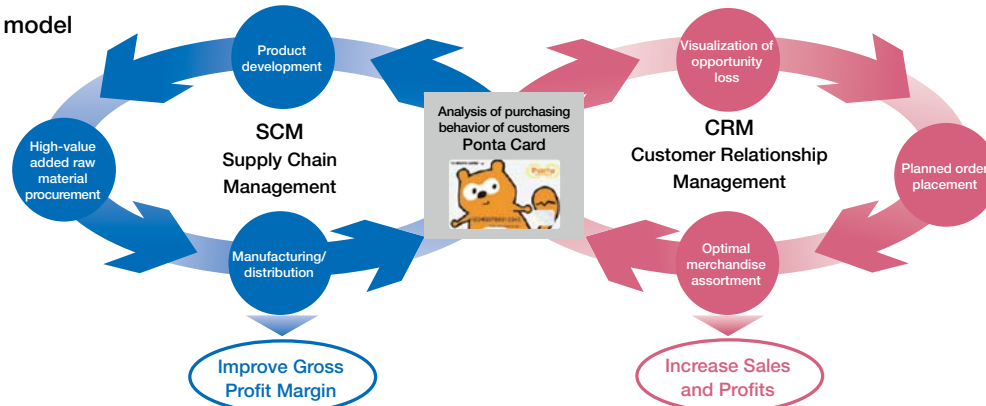 model
Product
development
High-value
added raw
material
procurement
SCM
Supply Chain
Management
Manufacturing/
distribution
Improve Gross
Profit Margin
Analysis of purchasing
behavior of customers
Ponta Card
Ponta
Visualization of
opportunity
loss
CRM
Customer Relationship
Management
Planned order
placement
Optimal
merchandise
assortment
Increase Sales
and Profits